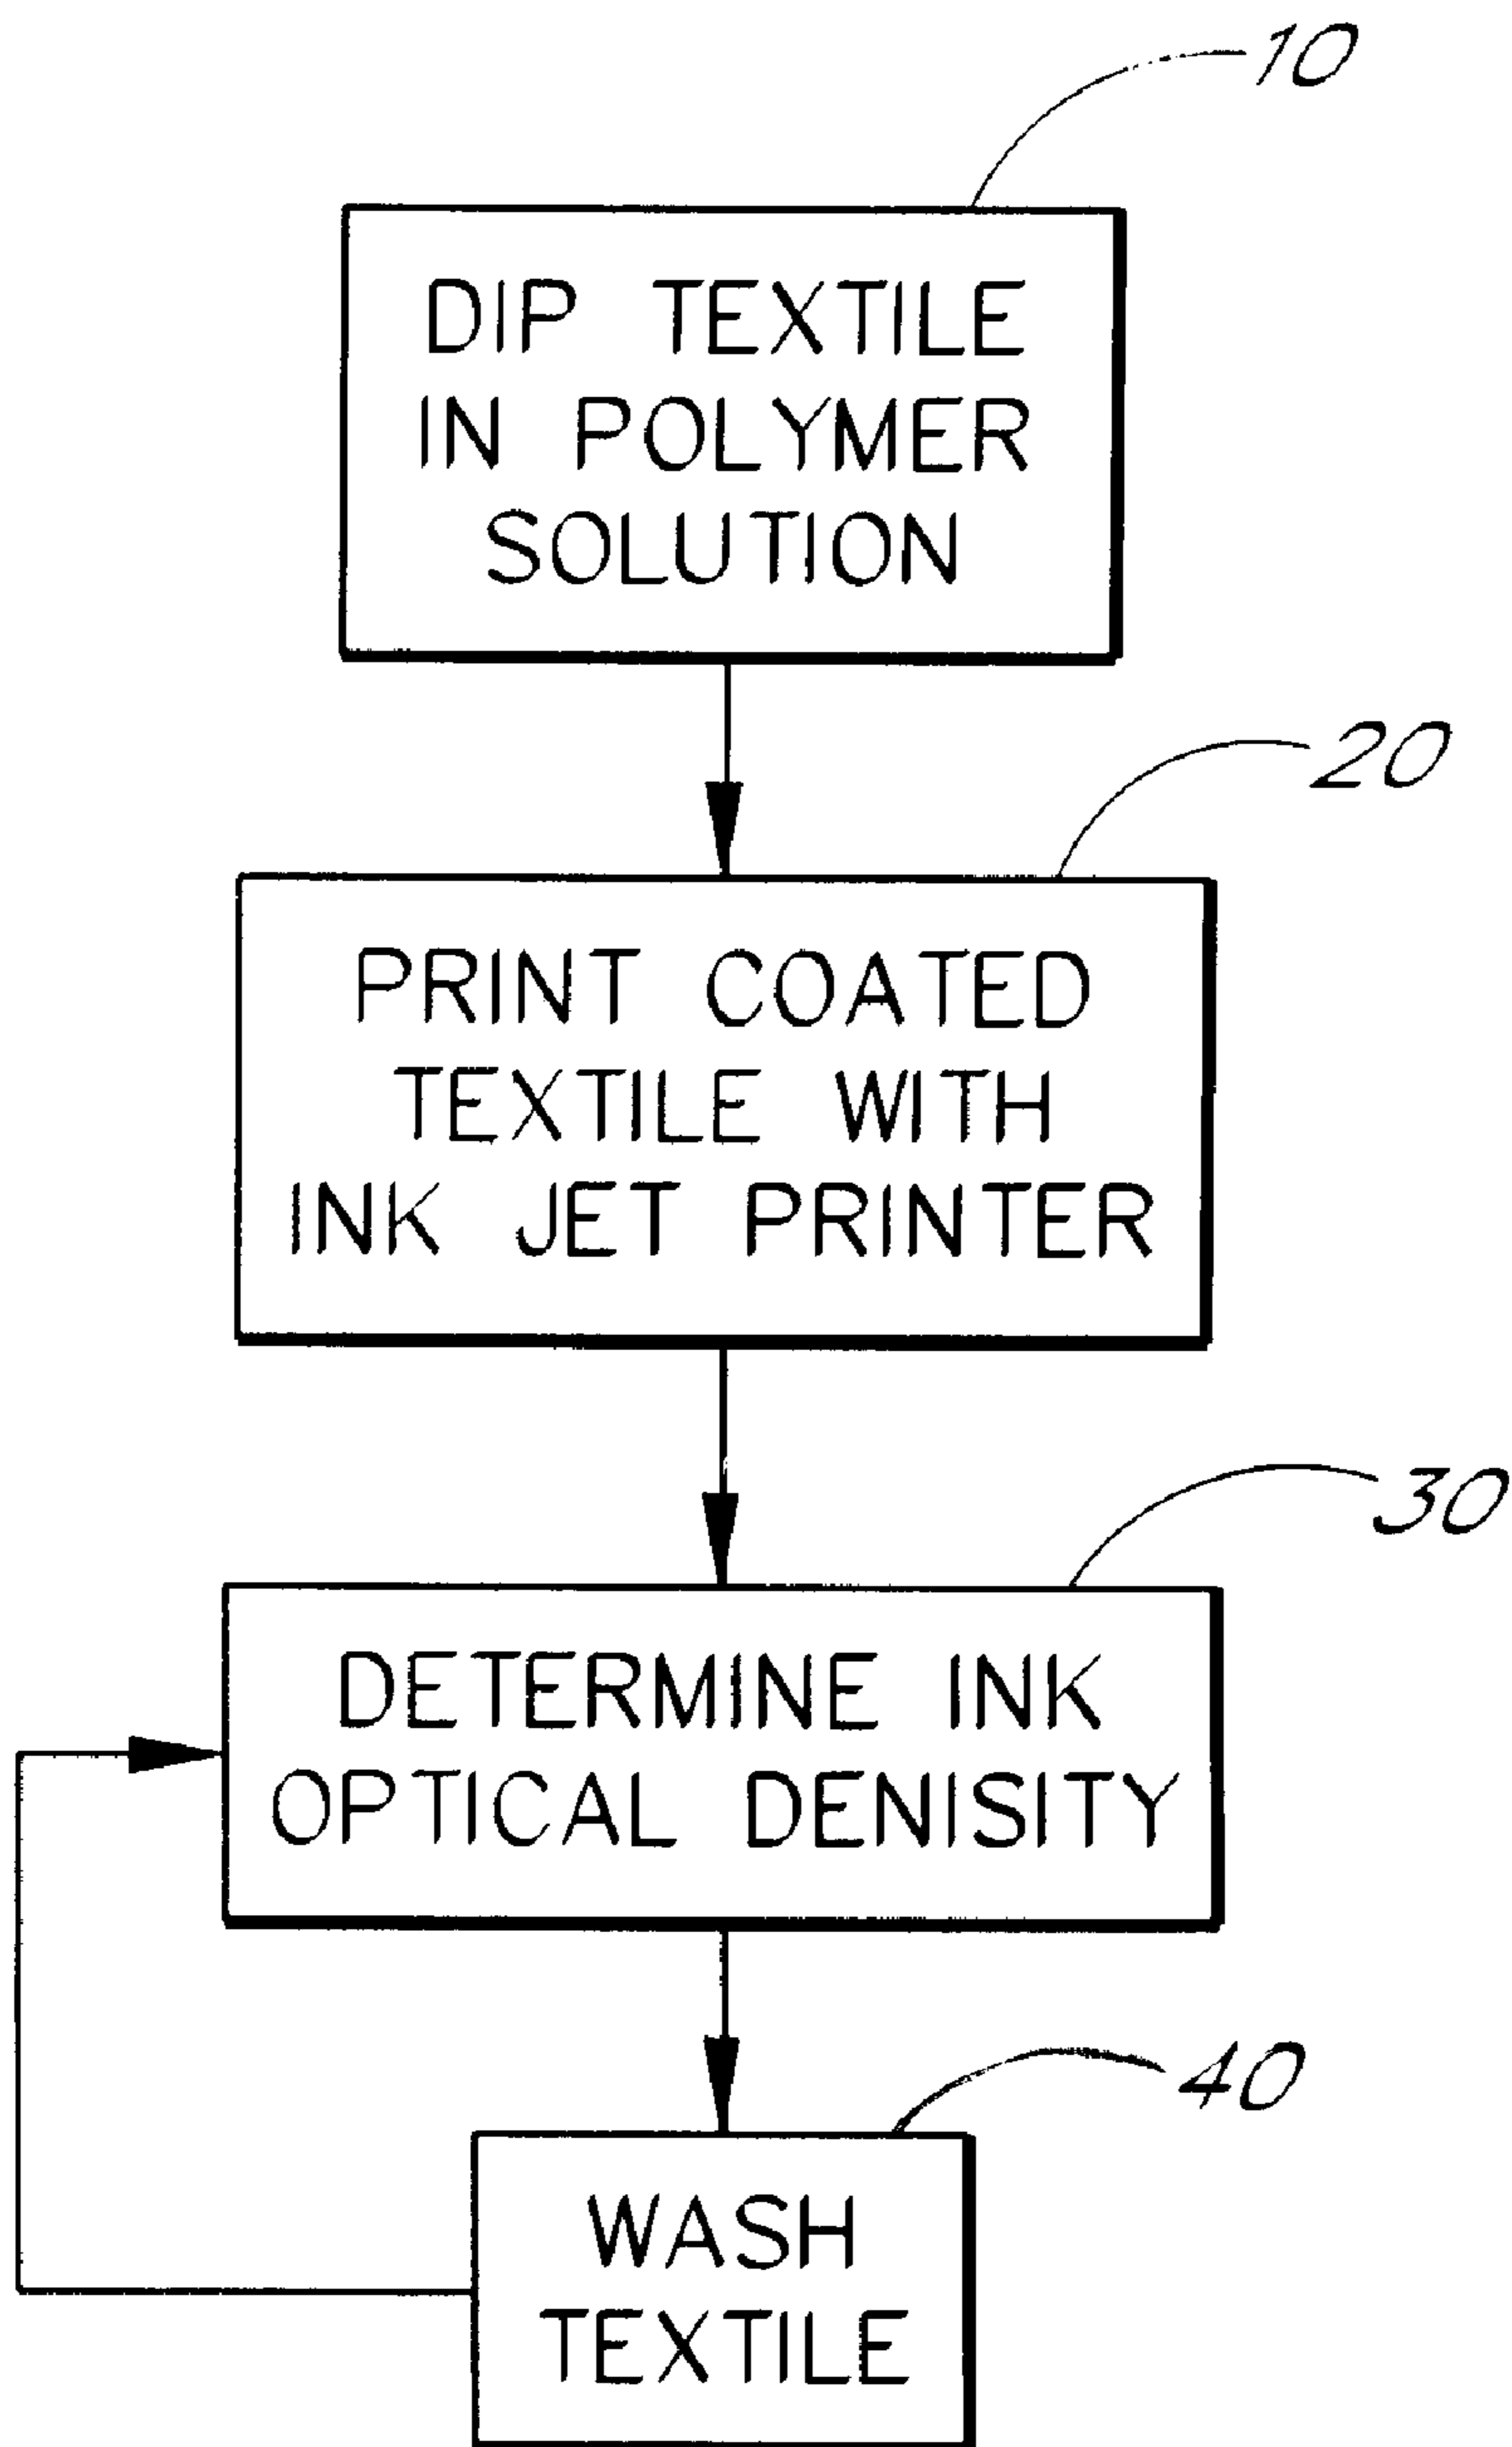 10
DIP TEXTILE
IN POLYMER
SOLUTION
20
PRINT COATED
TEXTILE WITH
INK JET PRINTER
30
DETERMINE INK
OPTICAL DENISITY
40
WASH
TEXTILE